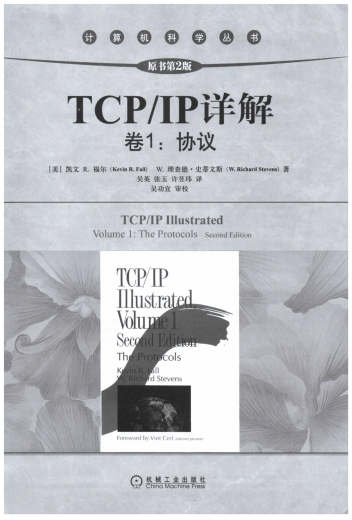 计算机科学丛书
原书第2版
TCP/IP详解
卷1：协议
[美] 凯文 R. 福尔 (Kevin R. Fall) W. 理查德·史蒂文斯 (W. Richard Stevens) 著
吴英 张玉 许昱玮 译
吴功宜 审校
TCP/IP Illustrated
Volume 1: The Protocols Second Edition
TCP/IP
Illustrated
Volume 1
Second Edition
The Protocols
Kevin R. Fall
W. Richard Stevens
Foreword by Vint Cerf, Internet pioneer
机械工业出版社
China Machine Press